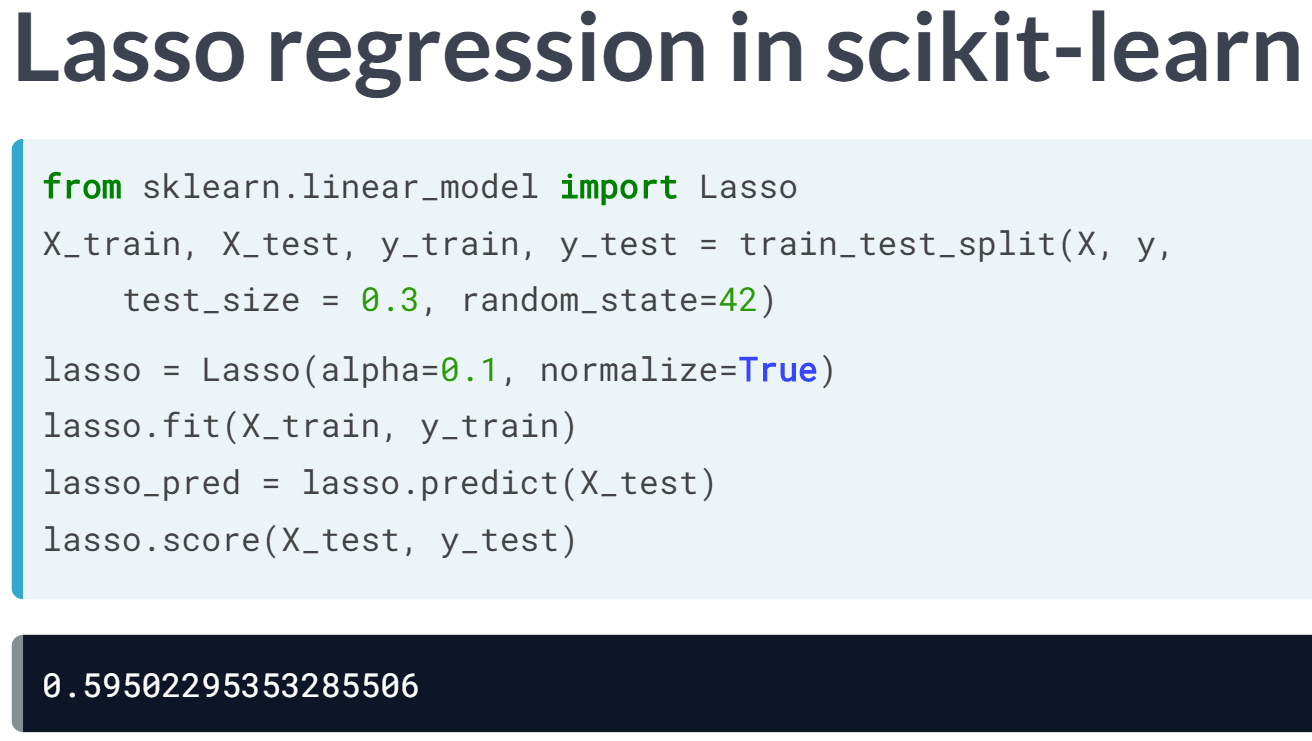 Lasso regression in scikit-learn
from sklearn.linear_model import Lasso
X_train, X_test, y_train, y_test = train_test_split(X, y,
    test_size = 0.3, random_state=42)
lasso = Lasso(alpha=0.1, normalize=True)
lasso.fit(X_train, y_train)
lasso_pred = lasso.predict(X_test)
lasso.score(X_test, y_test)
0.59502295353285506